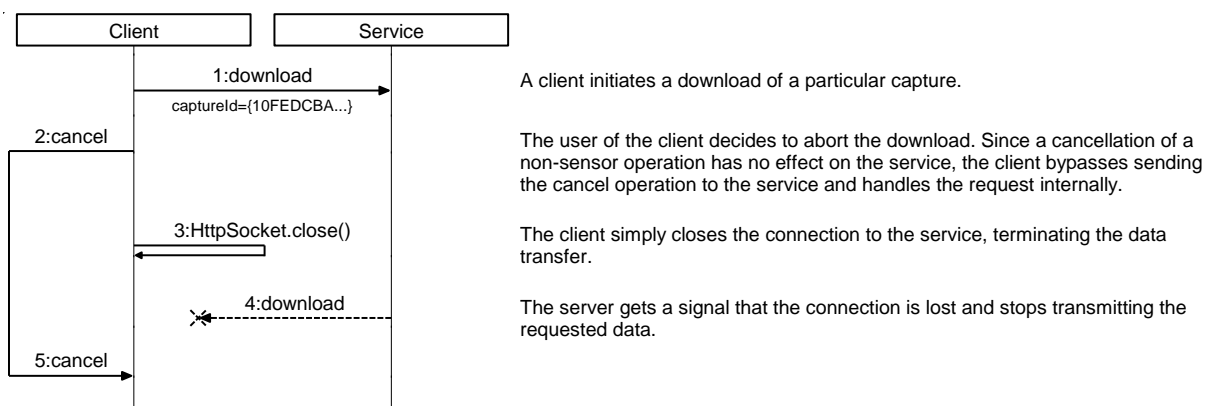 Client
Service
1:download
A client initiates a download of a particular capture.
captureId={10FEDCBA...}
2:cancel
The user of the client decides to abort the download. Since a cancellation of a
non-sensor operation has no effect on the service, the client bypasses sending
the cancel operation to the service and handles the request internally.
3:HttpSocket.close()
The client simply closes the connection to the service, terminating the data
transfer.
4:download
The server gets a signal that the connection is lost and stops transmitting the
requested data.
5:cancel